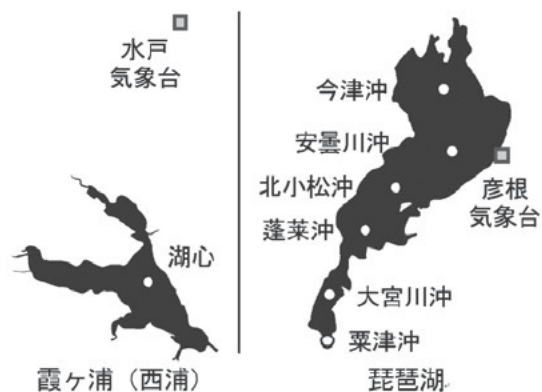 水戸
気象台
湖心
霞ヶ浦（西浦）
今津沖
安曇川沖
北小松沖
蓬莱沖
彦根
気象台
大宮川沖
粟津沖
琵琶湖